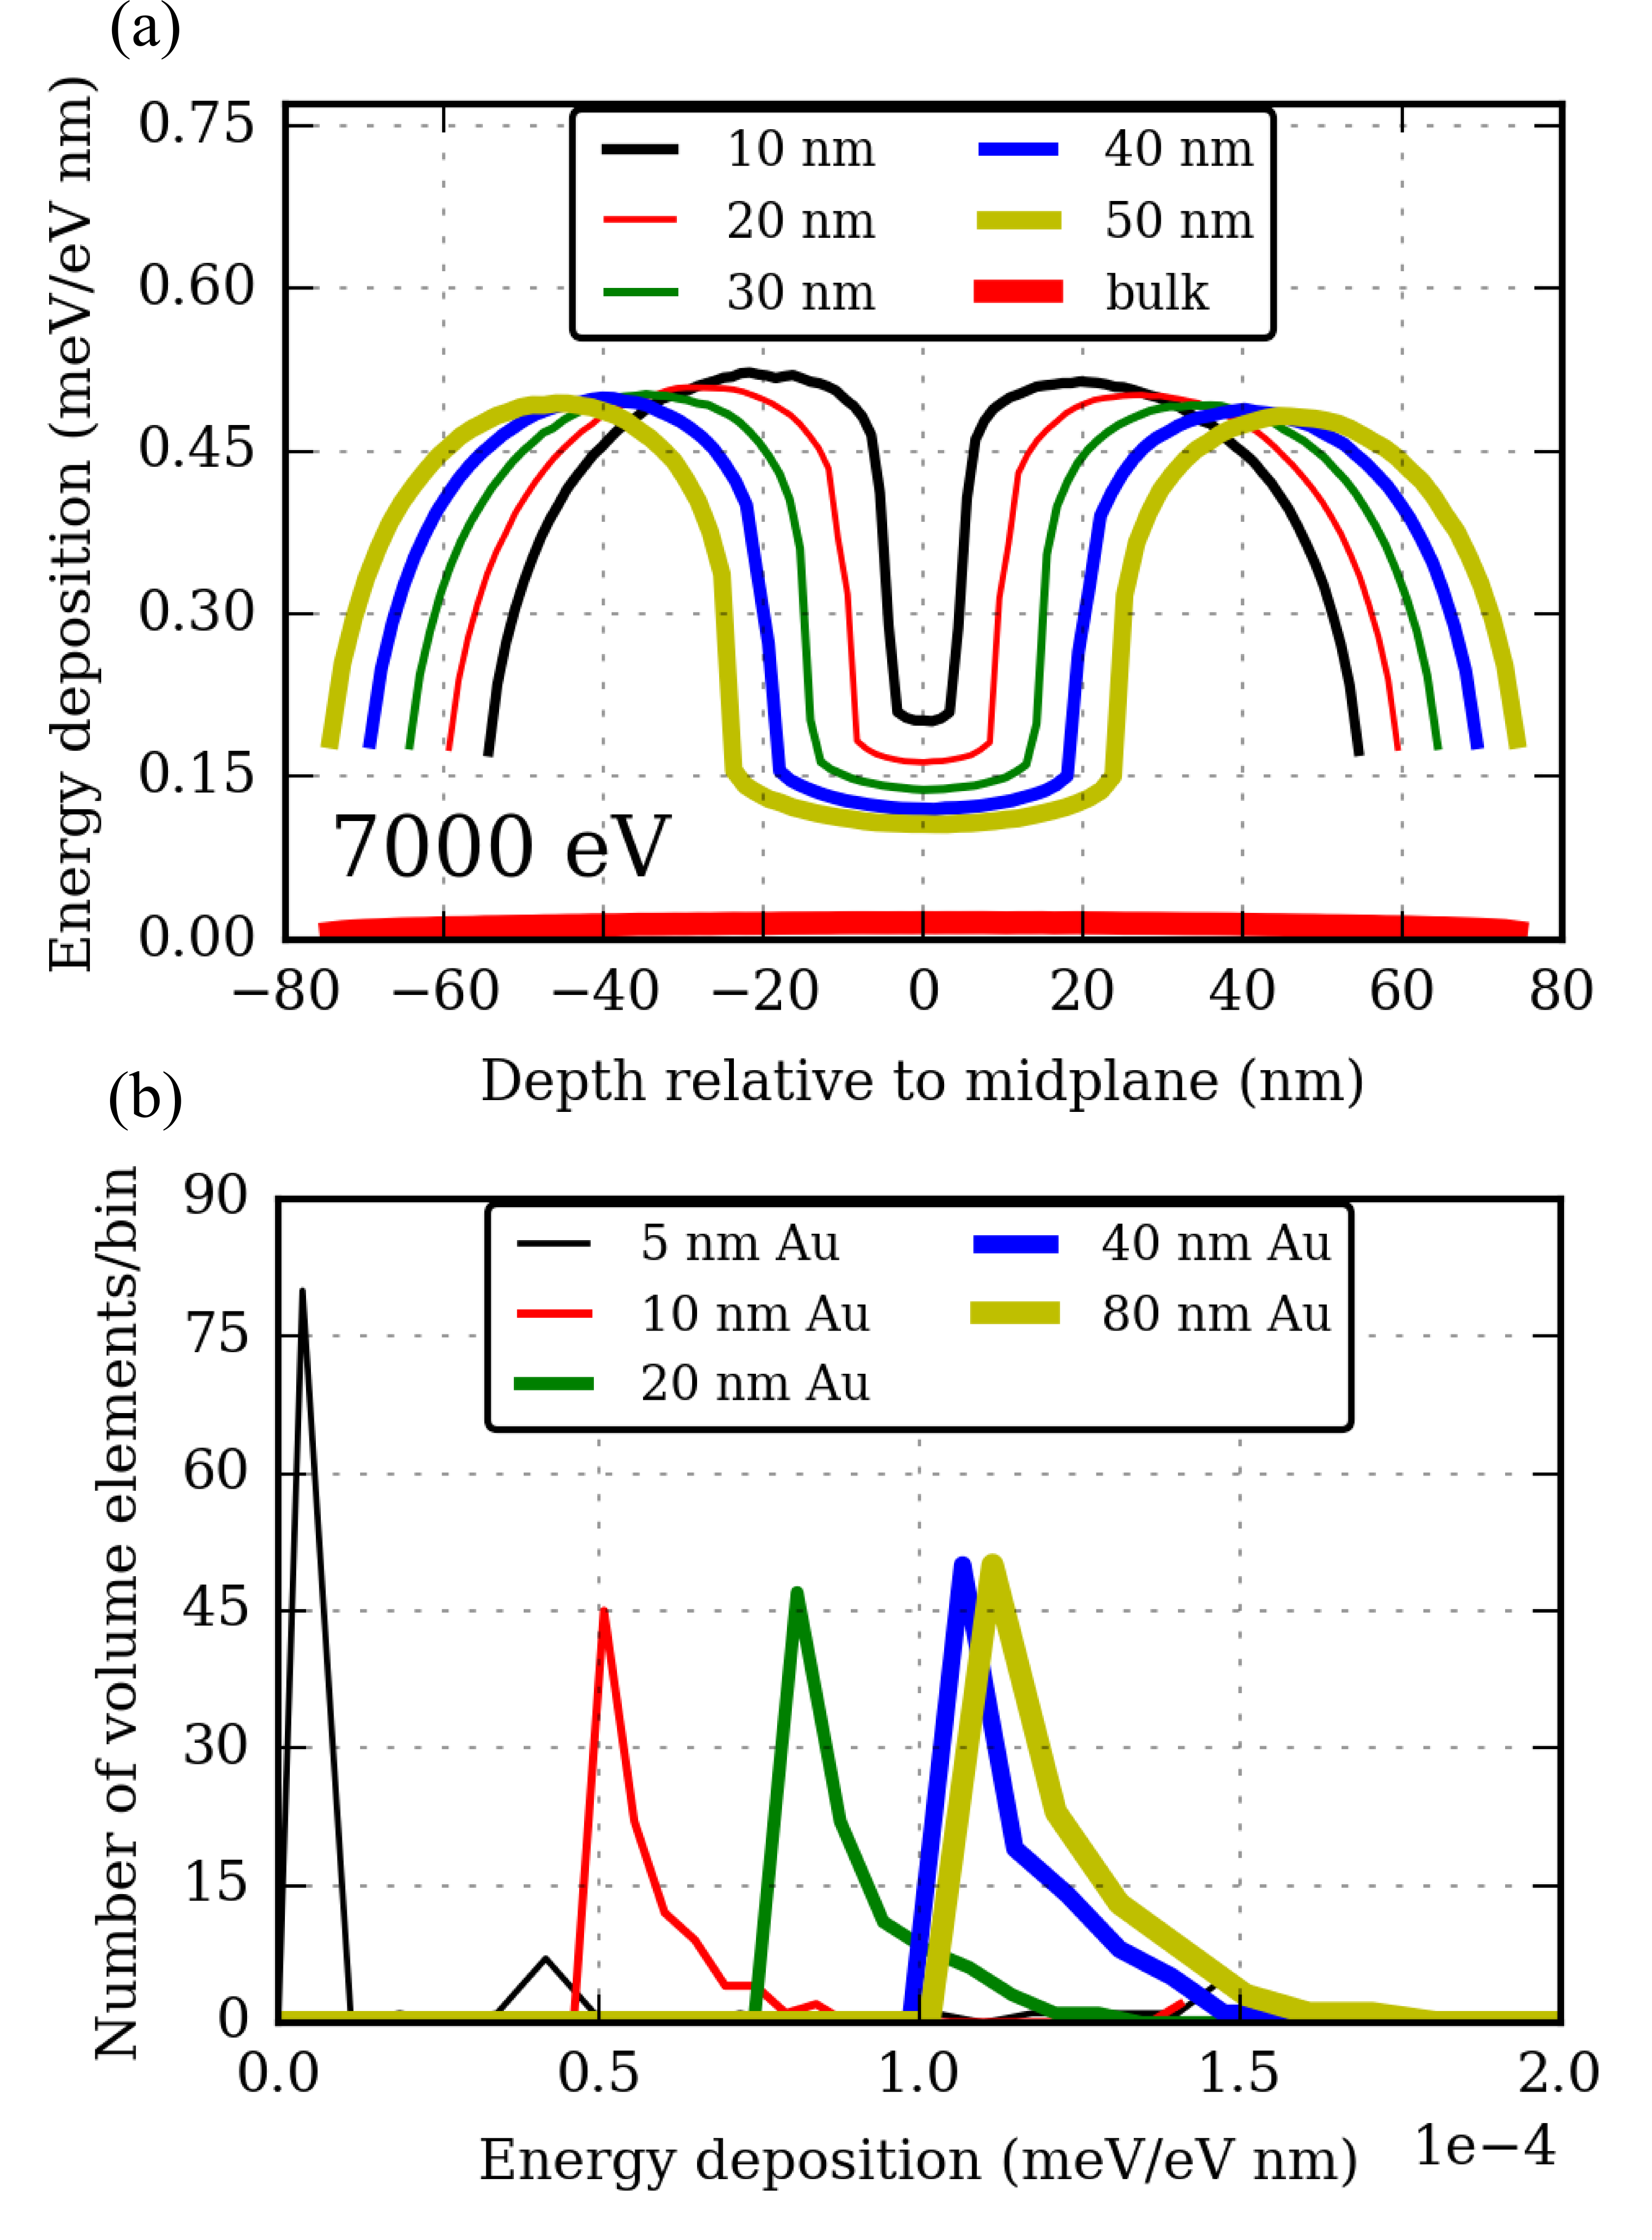 (a)
Energy deposition (meV/eV nm)
0.75
0.60
0.45
0.30
0.15
0.00
10 nm
20 nm
30 nm
40 nm
50 nm
bulk
7000 eV
−80 −60 −40 −20 0 20 40 60 80
Depth relative to midplane (nm)
(b)
Number of volume elements/bin
90
75
60
45
30
15
0
5 nm Au
10 nm Au
20 nm Au
40 nm Au
80 nm Au
0.0 0.5 1.0 1.5 2.0
1e−4
Energy deposition (meV/eV nm)